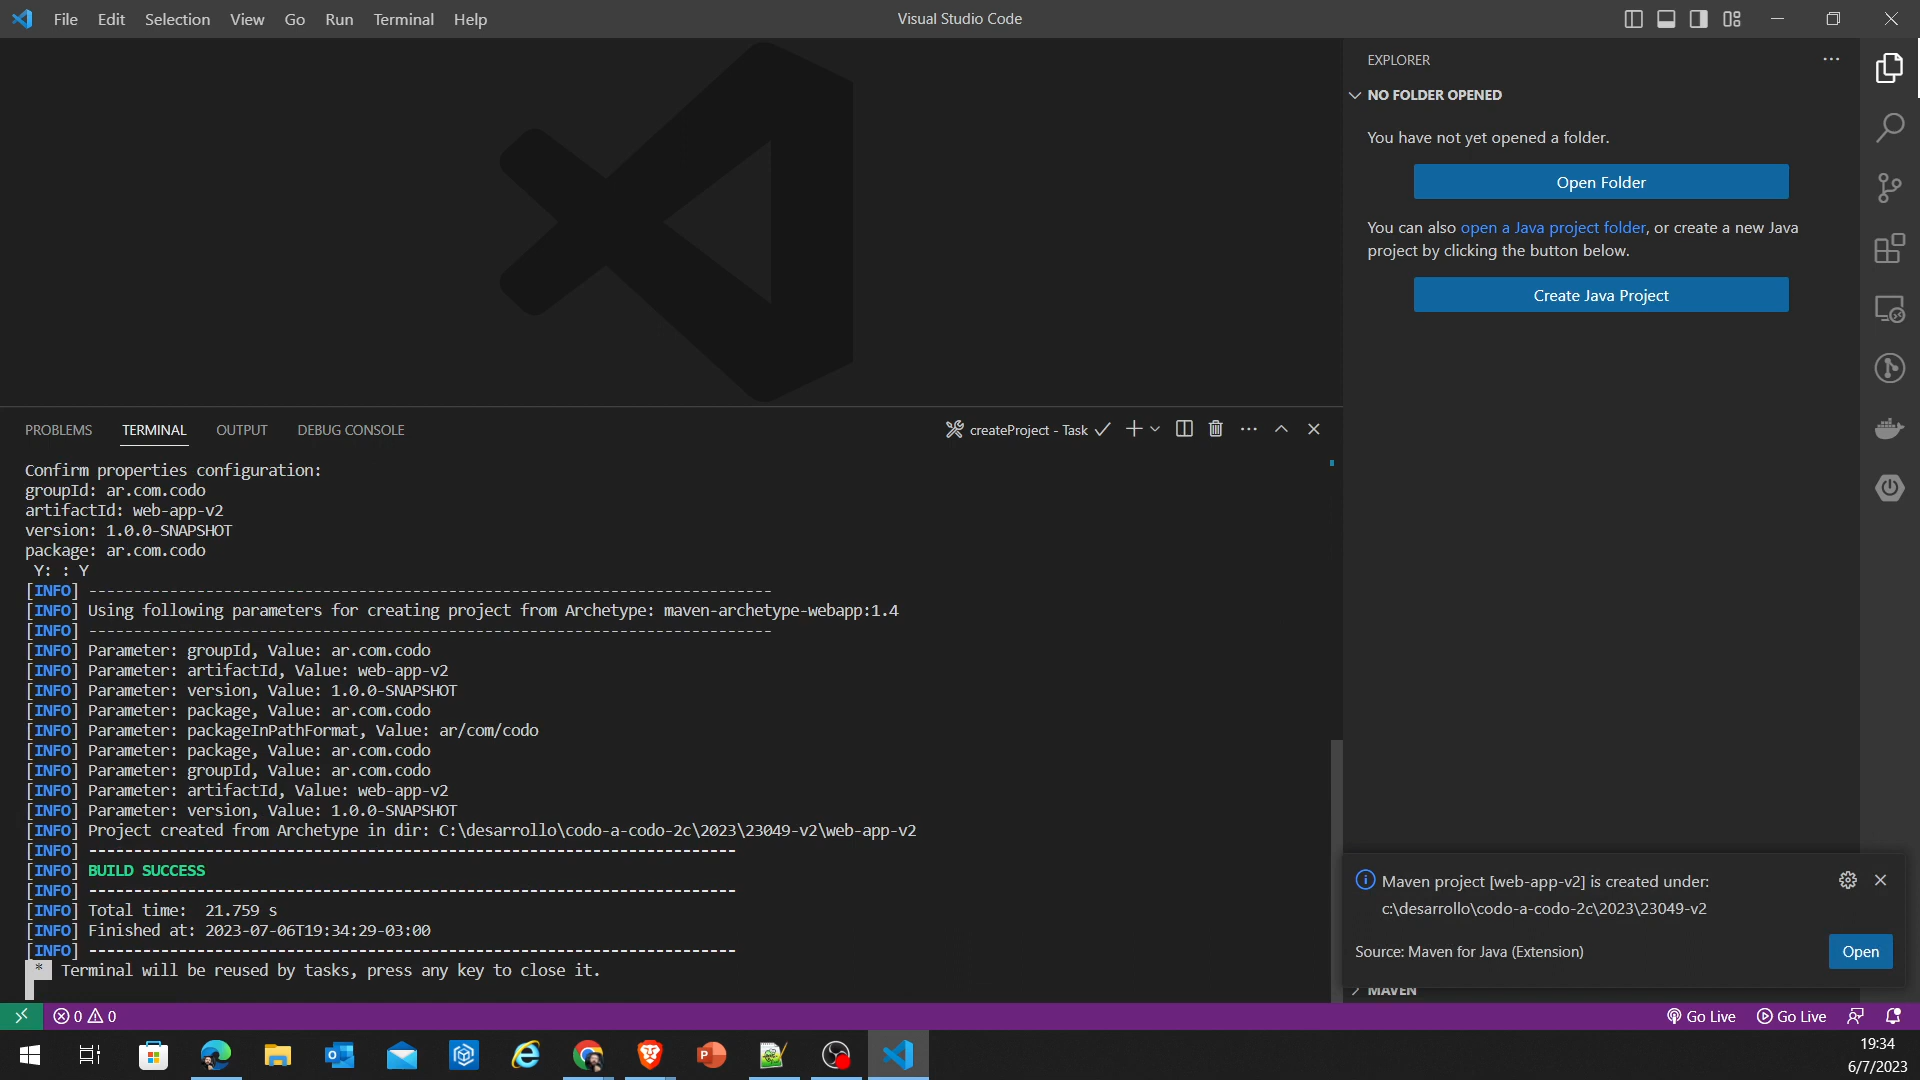 File Edit Selection View Go Run Terminal Help
Visual Studio Code
EXPLORER
NO FOLDER OPENED
You have not yet opened a folder.
Open Folder
You can also open a Java project folder, or create a new Java
project by clicking the button below.
Create Java Project
PROBLEMS TERMINAL OUTPUT DEBUG CONSOLE
createProject - Task
Confirm properties configuration:
groupId: ar.com.codo
artifactId: web-app-v2
version: 1.0.0-SNAPSHOT
package: ar.com.codo
Y: : Y
[INFO] ----------------------------------------------------------------------------
[INFO] Using following parameters for creating project from Archetype: maven-archetype-webapp:1.4
[INFO] ----------------------------------------------------------------------------
[INFO] Parameter: groupId, Value: ar.com.codo
[INFO] Parameter: artifactId, Value: web-app-v2
[INFO] Parameter: version, Value: 1.0.0-SNAPSHOT
[INFO] Parameter: package, Value: ar.com.codo
[INFO] Parameter: packageInPathFormat, Value: ar/com/codo
[INFO] Parameter: package, Value: ar.com.codo
[INFO] Parameter: groupId, Value: ar.com.codo
[INFO] Parameter: artifactId, Value: web-app-v2
[INFO] Parameter: version, Value: 1.0.0-SNAPSHOT
[INFO] Project created from Archetype in dir: C:\desarrollo\codo-a-codo-2c\2023\23049-v2\web-app-v2
[INFO] ------------------------------------------------------------------------
[INFO] BUILD SUCCESS
[INFO] ------------------------------------------------------------------------
[INFO] Total time:  21.759 s
[INFO] Finished at: 2023-07-06T19:34:29-03:00
[INFO] ------------------------------------------------------------------------
* Terminal will be reused by tasks, press any key to close it.
Maven project [web-app-v2] is created under:
c:\desarrollo\codo-a-codo-2c\2023\23049-v2
Source: Maven for Java (Extension)
Open
MAVEN
0 0
Go Live Go Live
19:34
6/7/2023